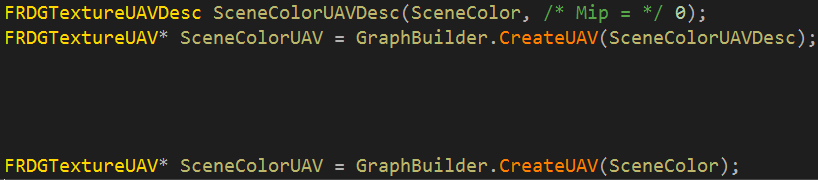 FRDGTextureUAVDesc SceneColorUAVDesc(SceneColor, /* Mip = */ 0);
FRDGTextureUAV* SceneColorUAV = GraphBuilder.CreateUAV(SceneColorUAVDesc);
FRDGTextureUAV* SceneColorUAV = GraphBuilder.CreateUAV(SceneColor);